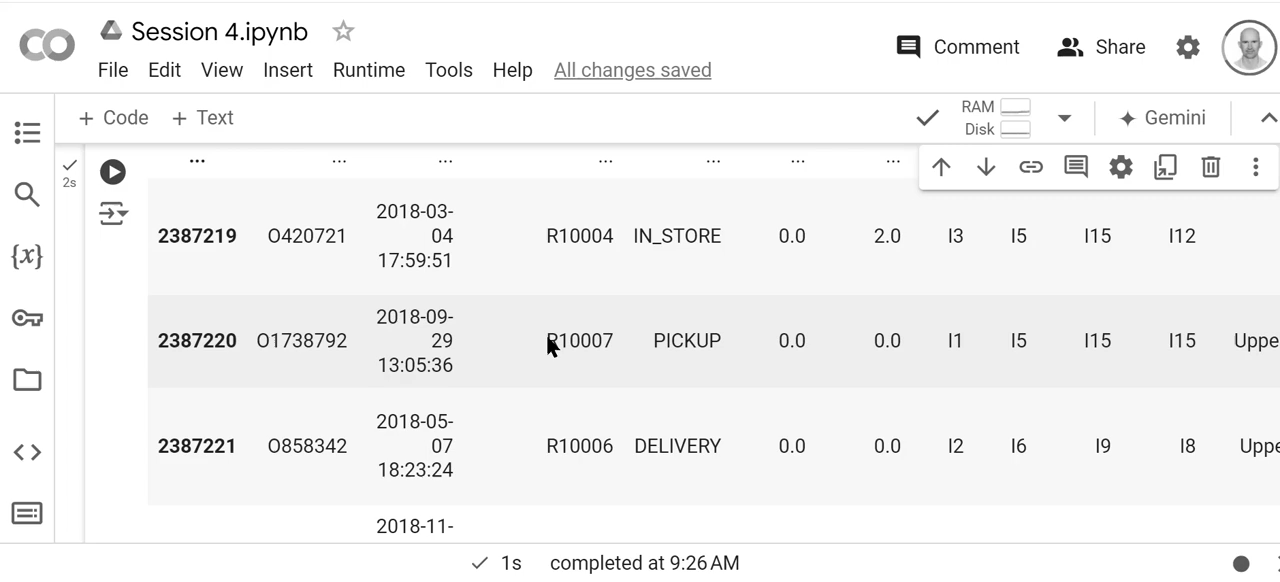 Session 4.ipynb
Comment
Share
File Edit View Insert Runtime Tools Help All changes saved
+ Code + Text
RAM
Disk
Gemini
2s
... ... ... ... ... ... ...
{x}
2018-03-
2387219 O420721 04 R10004 IN_STORE 0.0 2.0 I3 I5 I15 I12
17:59:51
2018-09-
2387220 O1738792 29 R10007 PICKUP 0.0 0.0 I1 I5 I15 I15 Uppe
13:05:36
2018-05-
2387221 O858342 07 R10006 DELIVERY 0.0 0.0 I2 I6 I9 I8 Uppe
18:23:24
2018-11-
1s completed at 9:26 AM